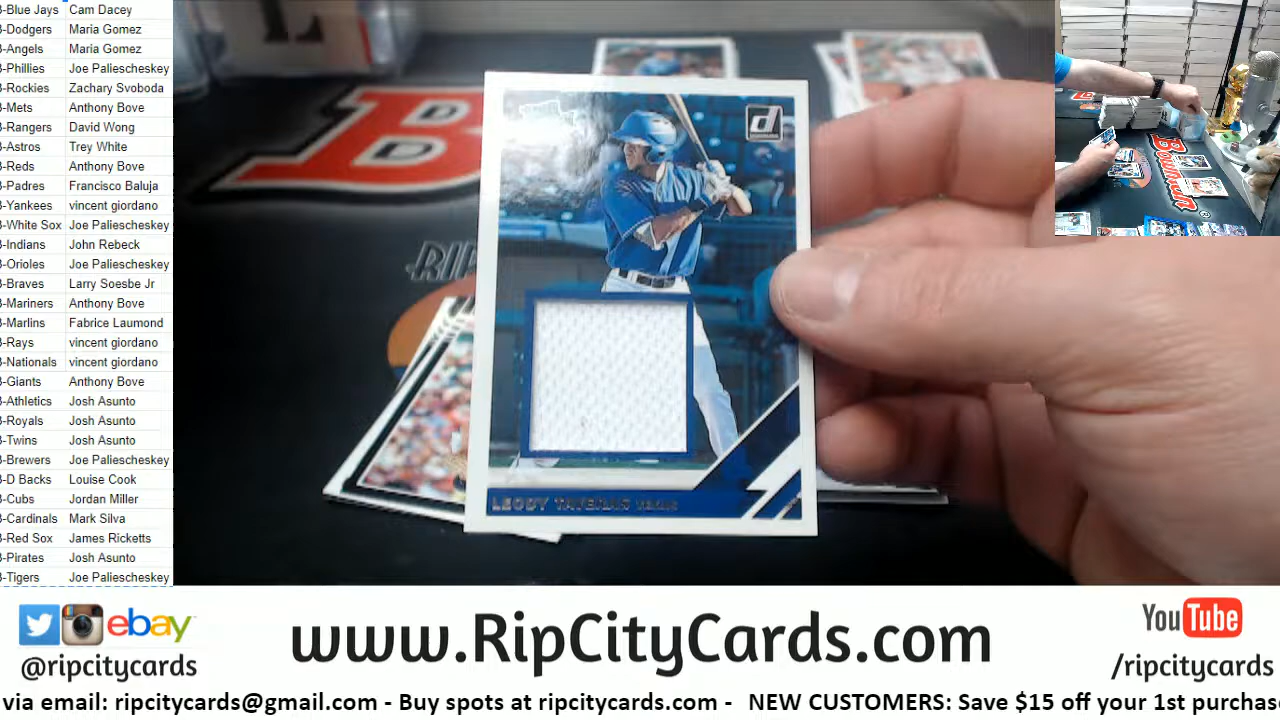 B-Blue Jays Cam Dacey
B-Dodgers Maria Gomez
B-Angels Maria Gomez
B-Phillies Joe Paliescheskey
B-Rockies Zachary Svoboda
B-Mets Anthony Bove
B-Rangers David Wong
B-Astros Trey White
B-Reds Anthony Bove
B-Padres Francisco Baluja
B-Yankees vincent giordano
B-White Sox Joe Paliescheskey
B-Indians John Rebeck
B-Orioles Joe Paliescheskey
B-Braves Larry Soesbe Jr
B-Mariners Anthony Bove
B-Marlins Fabrice Laumond
B-Rays vincent giordano
B-Nationals vincent giordano
B-Giants Anthony Bove
B-Athletics Josh Asunto
B-Royals Josh Asunto
B-Twins Josh Asunto
B-Brewers Joe Paliescheskey
B-D Backs Louise Cook
B-Cubs Jordan Miller
B-Cardinals Mark Silva
B-Red Sox James Ricketts
B-Pirates Josh Asunto
B-Tigers Joe Paliescheskey
B
RIP
d
LEODY TAVERAS TEXAS
Bowman
ebay
@ripcitycards
www.RipCityCards.com
YouTube
/ripcitycards
via email: ripcitycards@gmail.com - Buy spots at ripcitycards.com - NEW CUSTOMERS: Save $15 off your 1st purchas